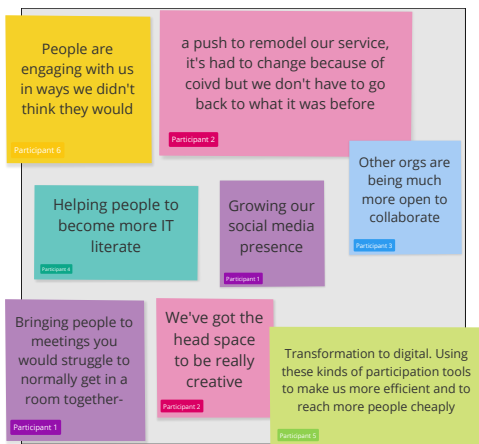 People are
engaging with us
in ways we didn't
think they would
Participant 6
a push to remodel our service,
it's had to change because of
coivd but we don't have to go
back to what it was before
Participant 2
Other orgs are
being much
more open to
collaborate
Participant 3
Helping people to
become more IT
literate
Participant 4
Growing our
social media
presence
Participant 1
Bringing people to
meetings you
would struggle to
normally get in a
room together-
Participant 1
We've got the
head space
to be really
creative
Participant 2
Transformation to digital. Using
these kinds of participation tools
to make us more efficient and to
reach more people cheaply
Participant 5